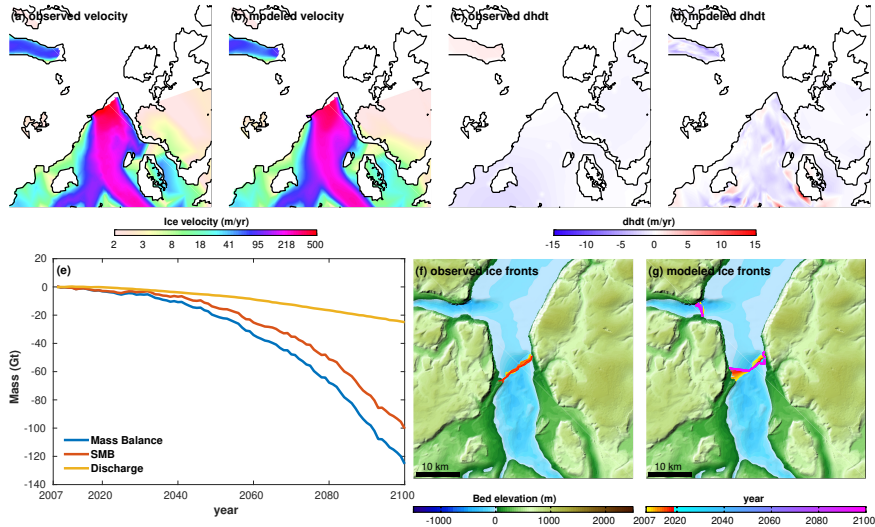 (a) observed velocity
(b) modeled velocity
(c) observed dhdt
(d) modeled dhdt
Ice velocity (m/yr)
2 3 8 18 41 95 218 500
dhdt (m/yr)
-15 -10 -5 0 5 10 15
(e)
20
0
-20
-40
-60
-80
-100
-120
-140
Mass (Gt)
Mass Balance
SMB
Discharge
2007 2020 2040 2060 2080 2100
year
(f) observed ice fronts
10 km
(g) modeled ice fronts
10 km
Bed elevation (m)
-1000 0 1000 2000
year
2007 2020 2040 2060 2080 2100